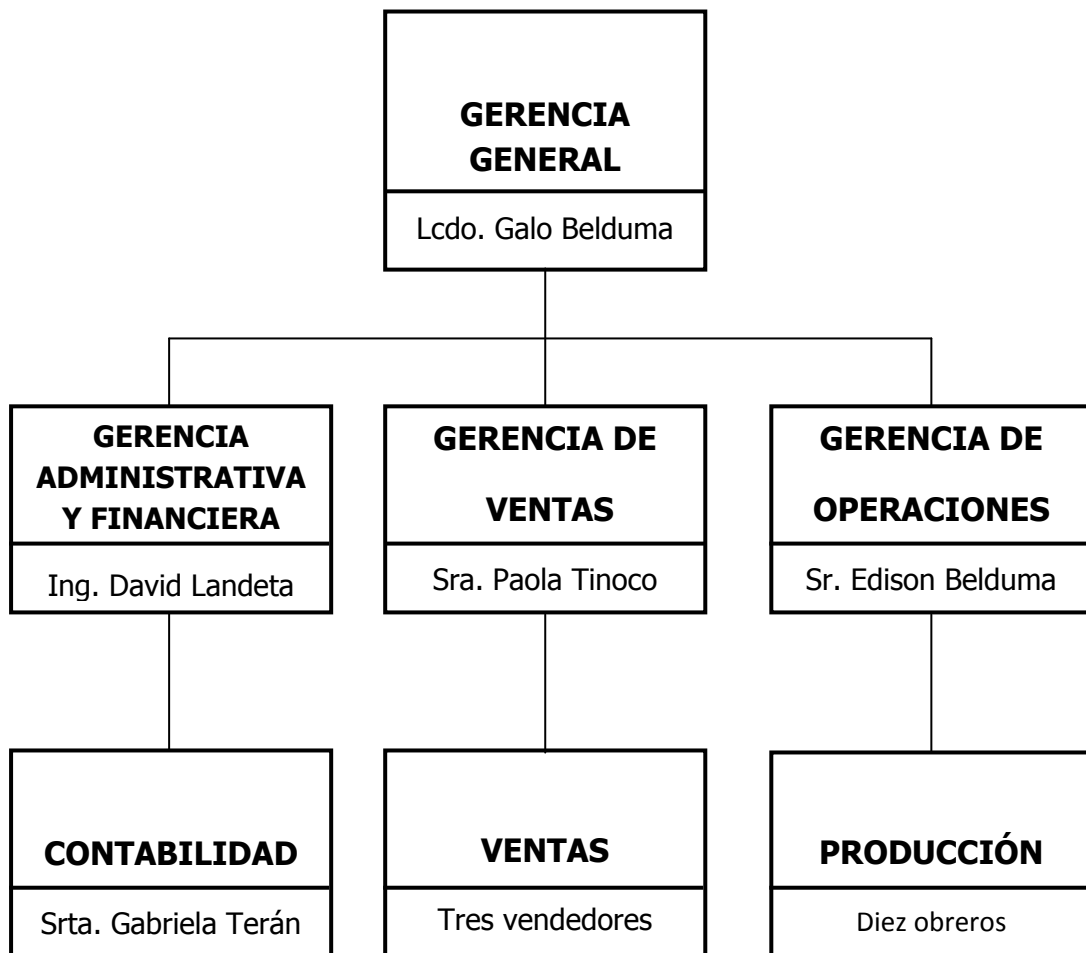 GERENCIA
GENERAL
Lcdo. Galo Belduma
GERENCIA
ADMINISTRATIVA
Y FINANCIERA
Ing. David Landeta
GERENCIA DE
VENTAS
Sra. Paola Tinoco
GERENCIA DE
OPERACIONES
Sr. Edison Belduma
CONTABILIDAD
Srta. Gabriela Terán
VENTAS
Tres vendedores
PRODUCCIÓN
Diez obreros